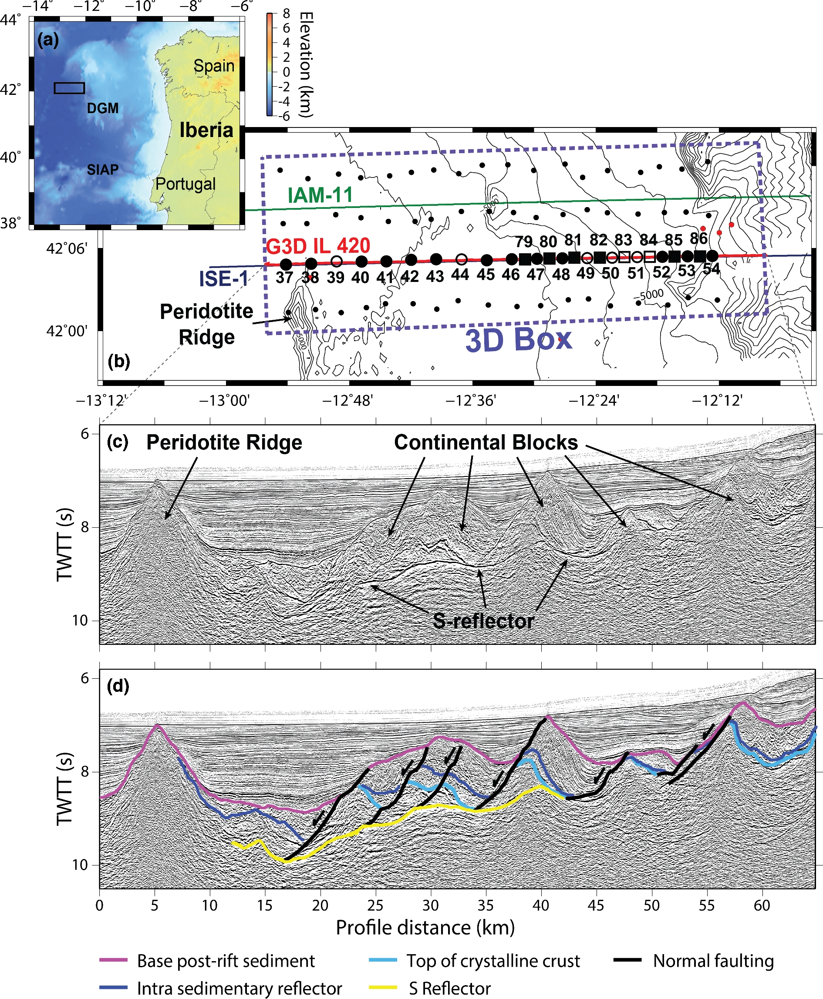 −14° −12° −10° −8° −6°
44°
42°
40°
38°
(a)
Spain
DGM
Iberia
SIAP
Portugal
8
6
4
2
0
-2
-4
-6
Elevation (km)
IAM-11
−5000
G3D IL 420
79 80 81 82 83 84 85 86
ISE-1
37 38 39 40 41 42 43 44 45 46 47 48 49 50 51 52 53 54
−5000
Peridotite
Ridge
5000
3D Box
42°06'
42°00'
(b)
−13°12' −13°00' −12°48' −12°36' −12°24' −12°12'
(c)
Peridotite Ridge
Continental Blocks
S-reflector
6
8
10
TWTT (s)
(d)
6
8
10
TWTT (s)
0 5 10 15 20 25 30 35 40 45 50 55 60
Profile distance (km)
Base post-rift sediment
Top of crystalline crust
Normal faulting
Intra sedimentary reflector
S Reflector